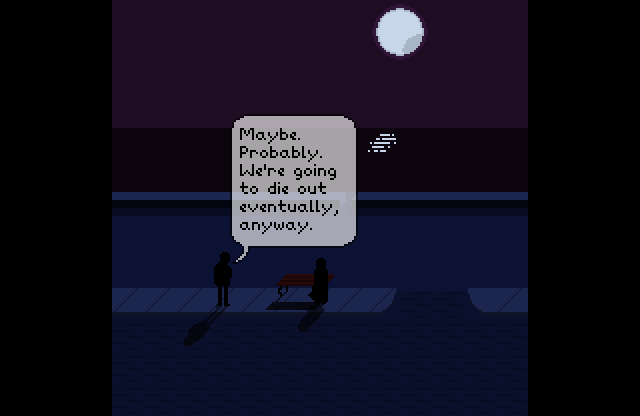 Maybe.
Probably.
We're going
to die out
eventually,
anyway.